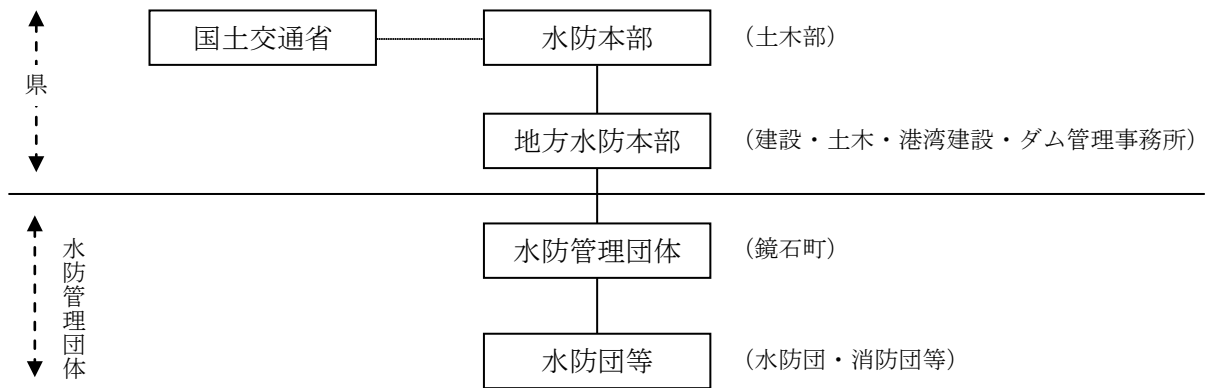 国土交通省 水防本部 (土木部)
県
地方水防本部 (建設・土木・港湾建設・ダム管理事務所)
水防管理団体 (鏡石町)
水防管理団体
水防団等 (水防団・消防団等)